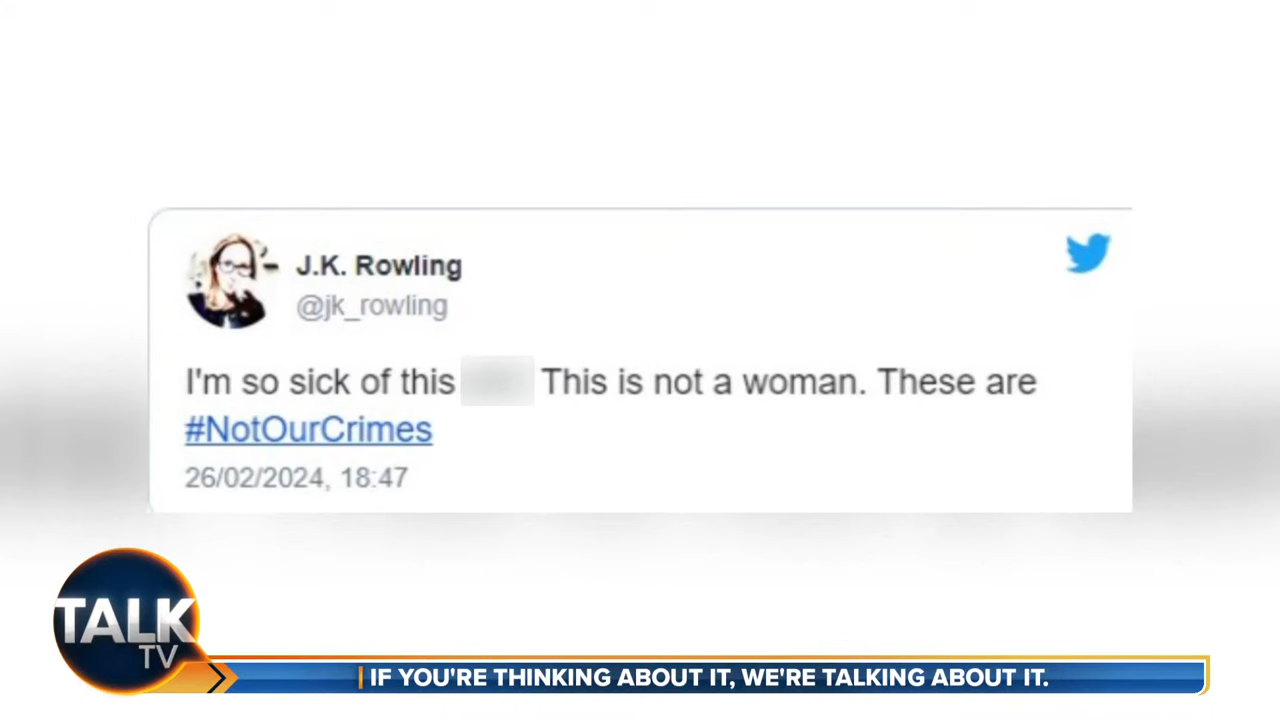 J.K. Rowling
@jk_rowling
I'm so sick of this This is not a woman. These are
#NotOurCrimes
26/02/2024, 18:47
TALK
TV
IF YOU'RE THINKING ABOUT IT, WE'RE TALKING ABOUT IT.